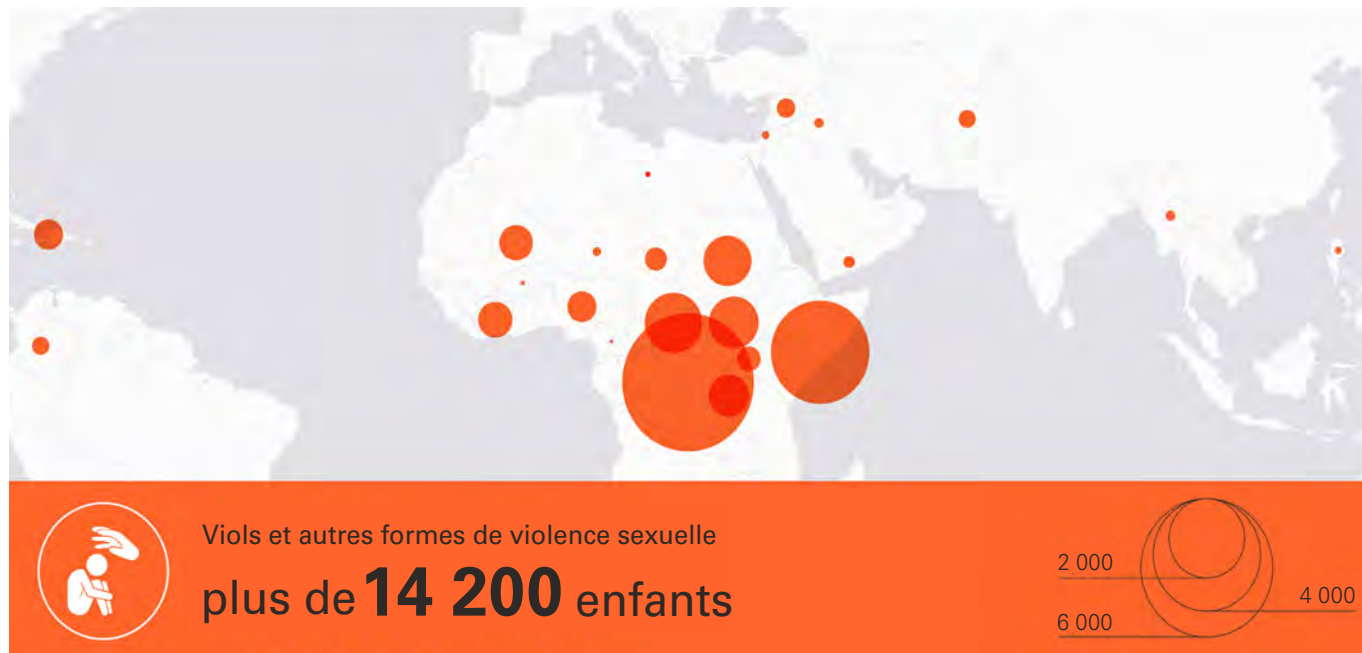 Viols et autres formes de violence sexuelle
plus de 14 200 enfants
2 000
4 000
6 000